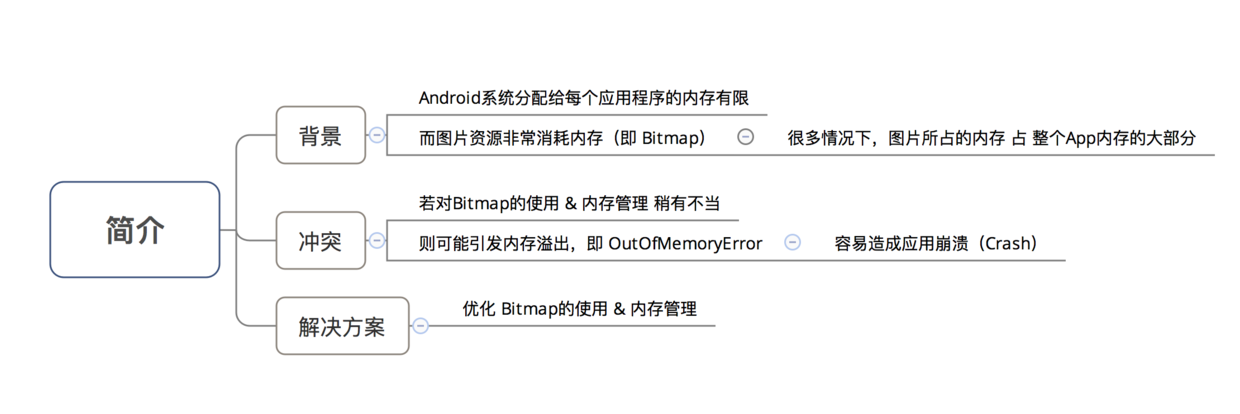 简介
背景
Android系统分配给每个应用程序的内存有限
而图片资源非常消耗内存（即 Bitmap）
很多情况下，图片所占的内存 占 整个App内存的大部分
冲突
若对Bitmap的使用 & 内存管理 稍有不当
则可能引发内存溢出，即 OutOfMemoryError
容易造成应用崩溃（Crash）
解决方案
优化 Bitmap的使用 & 内存管理